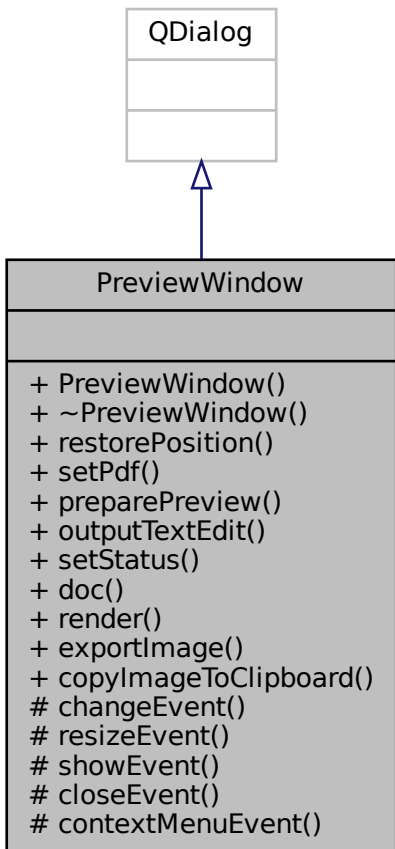 QDialog
PreviewWindow
+ PreviewWindow()
+ ~PreviewWindow()
+ restorePosition()
+ setPdf()
+ preparePreview()
+ outputTextEdit()
+ setStatus()
+ doc()
+ render()
+ exportImage()
+ copyImageToClipboard()
# changeEvent()
# resizeEvent()
# showEvent()
# closeEvent()
# contextMenuEvent()